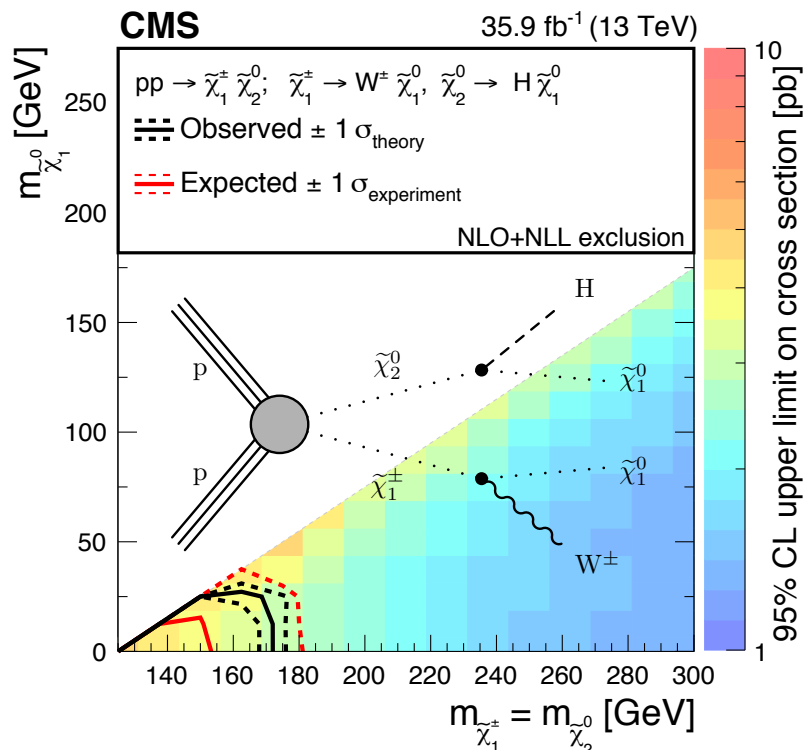 CMS 35.9 fb⁻¹ (13 TeV)
pp → χ̃₁± χ̃₂⁰; χ̃₁± → W± χ̃₁⁰, χ̃₂⁰ → H χ̃₁⁰
Observed ± 1 σtheory
Expected ± 1 σexperiment
NLO+NLL exclusion
m χ̃₁⁰ [GeV]
250
200
150
100
50
0
H
p
χ̃₂⁰
χ̃₁⁰
p
χ̃₁±
χ̃₁⁰
W±
140 160 180 200 220 240 260 280 300
m χ̃₁± = m χ̃₂⁰ [GeV]
10
1
95% CL upper limit on cross section [pb]